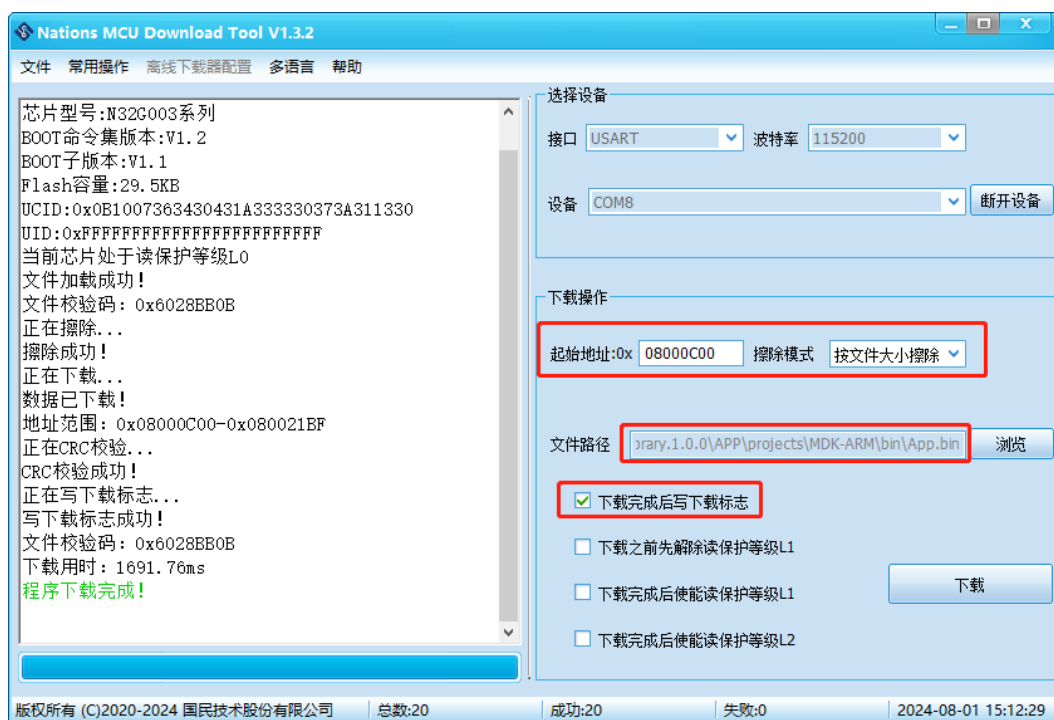 Nations MCU Download Tool V1.3.2
文件 常用操作 离线下载器配置 多语言 帮助
芯片型号:N32G003系列
BOOT命令集版本:V1.2
BOOT子版本:V1.1
Flash容量:29.5KB
UCID:0x0B1007363430431A333330373A311330
UID:0xFFFFFFFFFFFFFFFFFFFFFFFF
当前芯片处于读保护等级L0
文件加载成功!
文件校验码: 0x6028BB0B
正在擦除...
擦除成功!
正在下载...
数据已下载!
地址范围: 0x08000C00-0x080021BF
正在CRC校验...
CRC校验成功!
正在写下载标志...
写下载标志成功!
文件校验码: 0x6028BB0B
下载用时: 1691.76ms
程序下载完成!
选择设备
接口 USART 波特率 115200
设备 COM8 断开设备
下载操作
起始地址:0x 08000C00 擦除模式 按文件大小擦除
文件路径 orary.1.0.0\APP\projects\MDK-ARM\bin\App.bin 浏览
下载完成后写下载标志
下载之前先解除读保护等级L1
下载完成后使能读保护等级L1
下载
下载完成后使能读保护等级L2
版权所有 (C)2020-2024 国民技术股份有限公司 总数:20 成功:20 失败:0 2024-08-01 15:12:29